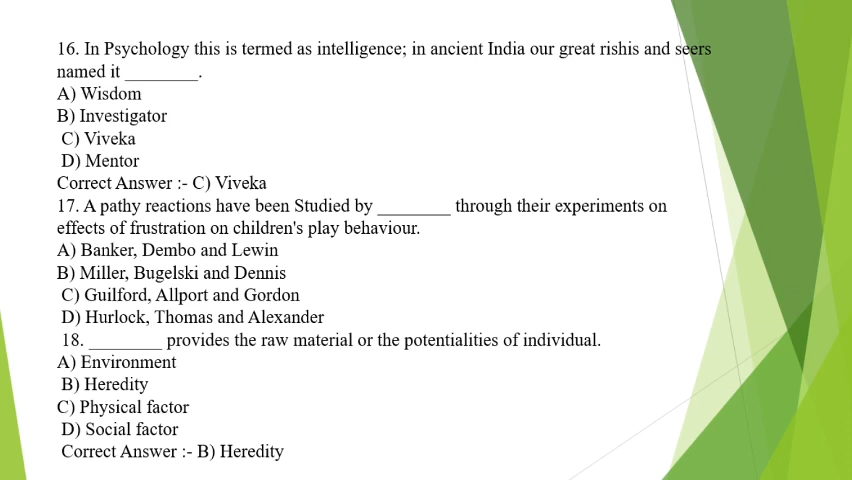 16. In Psychology this is termed as intelligence; in ancient India our great rishis and seers
named it ________.
A) Wisdom
B) Investigator
C) Viveka
D) Mentor
Correct Answer :- C) Viveka
17. A pathy reactions have been Studied by ________ through their experiments on
effects of frustration on children's play behaviour.
A) Banker, Dembo and Lewin
B) Miller, Bugelski and Dennis
C) Guilford, Allport and Gordon
D) Hurlock, Thomas and Alexander
18. ________ provides the raw material or the potentialities of individual.
A) Environment
B) Heredity
C) Physical factor
D) Social factor
Correct Answer :- B) Heredity